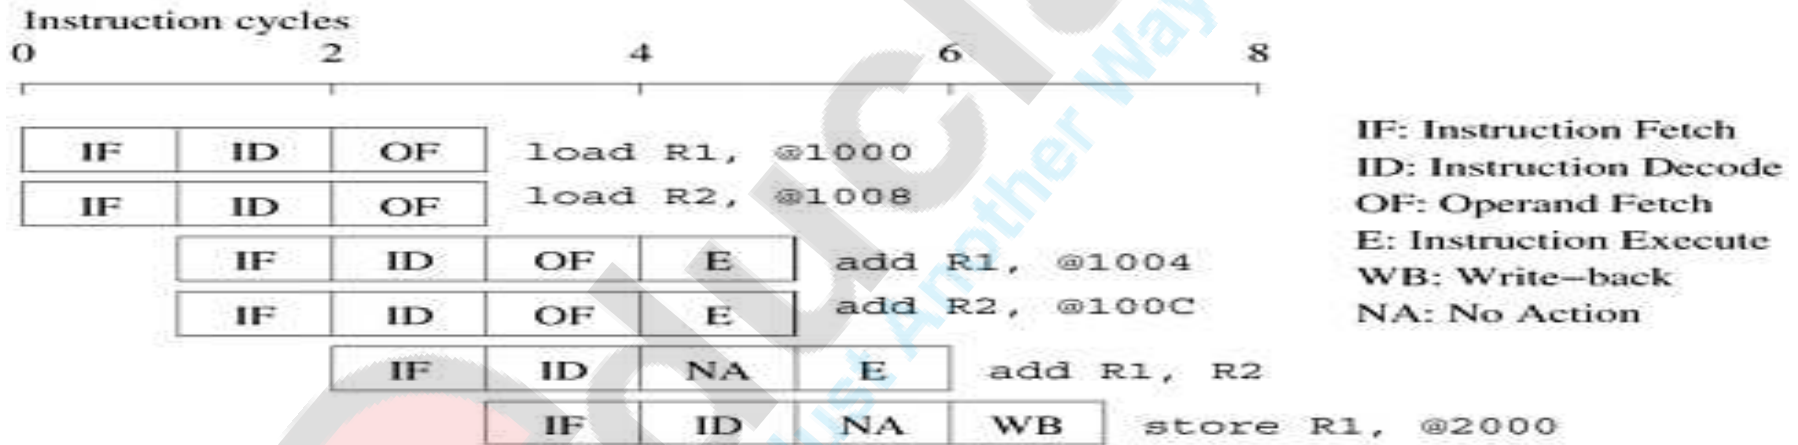 Instruction cycles
0 2 4 6 8
IF ID OF load R1, @1000
IF ID OF load R2, @1008
IF ID OF E add R1, @1004
IF ID OF E add R2, @100C
IF ID NA E add R1, R2
IF ID NA WB store R1, @2000
IF: Instruction Fetch
ID: Instruction Decode
OF: Operand Fetch
E: Instruction Execute
WB: Write-back
NA: No Action
Just Another Way